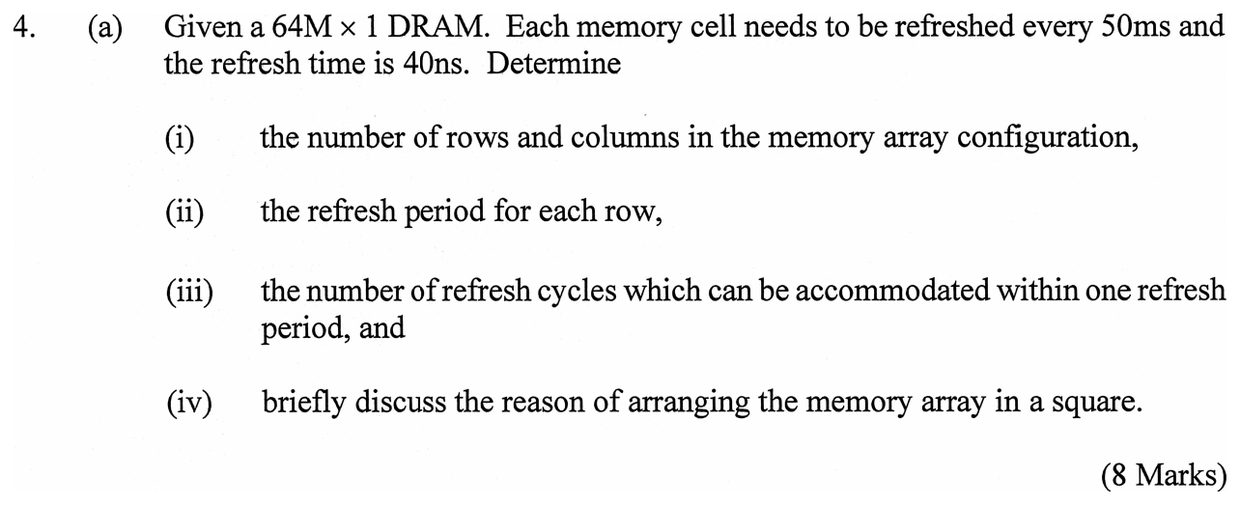 4. (a) Given a 64M × 1 DRAM. Each memory cell needs to be refreshed every 50ms and
the refresh time is 40ns. Determine
(i) the number of rows and columns in the memory array configuration,
(ii) the refresh period for each row,
(iii) the number of refresh cycles which can be accommodated within one refresh
period, and
(iv) briefly discuss the reason of arranging the memory array in a square.
(8 Marks)